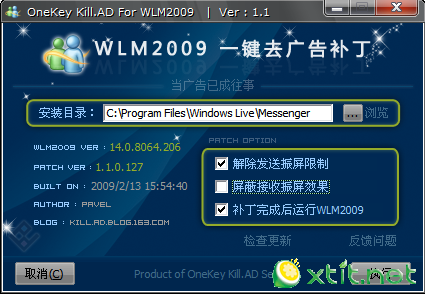 OneKey Kill.AD For WLM2009 | Ver : 1.1
WLM2009 一键去广告补丁
当广告已成往事
安装目录： C:\Program Files\Windows Live\Messenger ... 浏览
WLM2009 VER : 14.0.8064.206
PATCH VER : 1.1.0.127
BUILT ON : 2009/2/13 15:54:40
AUTHOR : PAVEL
BLOG : KILL.AD.BLOG.163.COM
PATCH OPTION
解除发送振屏限制
屏蔽接收振屏效果
补丁完成后运行WLM2009
检查更新 反馈问题
取消(C) Product of OneKey Kill.AD
xtit.net